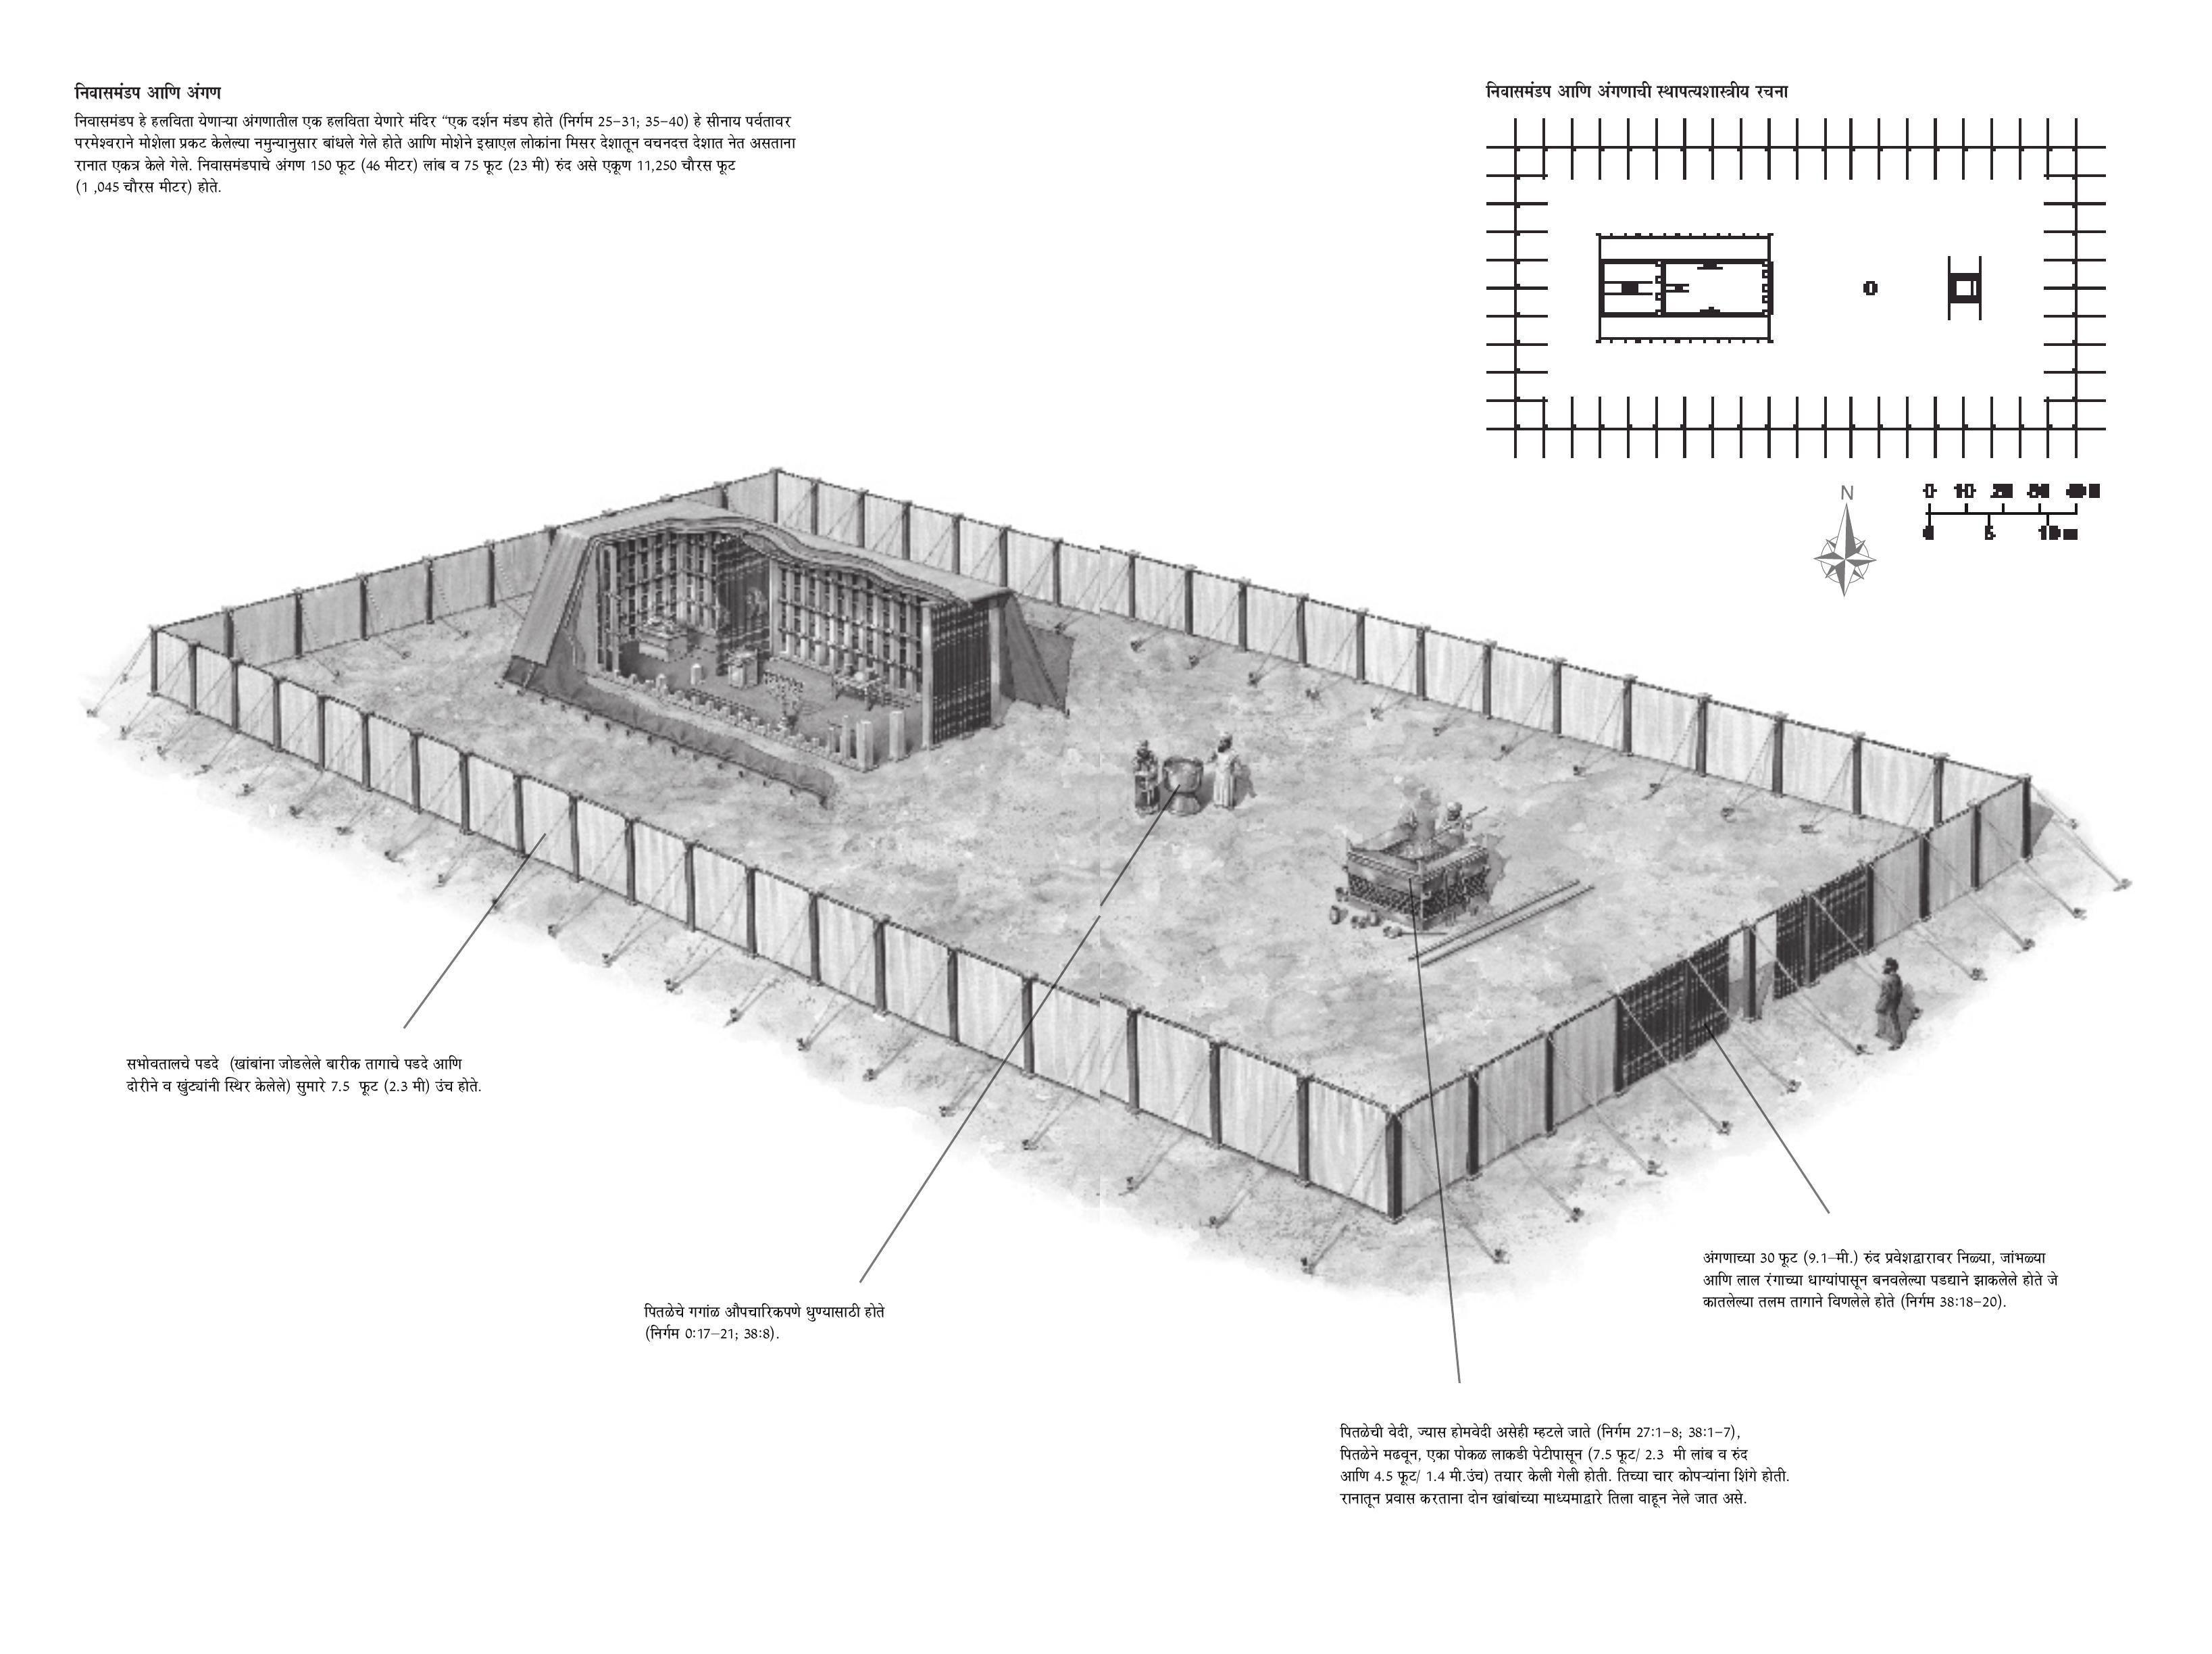 निवासमंडप आणि अंगण
निवासमंडप हे हलविता येणाऱ्या अंगणातील एक हलविता येणारे मंदिर “एक दर्शन मंडप होते (निर्गम 25–31; 35–40) हे सीनाय पर्वतावर
परमेश्वराने मोशेला प्रकट केलेल्या नमुन्यानुसार बांधले गेले होते आणि मोशेने इस्राएल लोकांना मिसर देशातून वचनदत्त देशात नेत असताना
रानात एकत्र केले गेले. निवासमंडपाचे अंगण 150 फूट (46 मीटर) लांब व 75 फूट (23 मी) रुंद असे एकूण 11,250 चौरस फूट
(1 ,045 चौरस मीटर) होते.
निवासमंडप आणि अंगणाची स्थापत्यशास्त्रीय रचना
N
0 10
सभोवतालचे पडदे (खांबांना जोडलेले बारीक तागाचे पडदे आणि
दोरीने व खुंट्यांनी स्थिर केलेले) सुमारे 7.5 फूट (2.3 मी) उंच होते.
पितळेचे गगांळ औपचारिकपणे धुण्यासाठी होते
(निर्गम 0:17–21; 38:8).
अंगणाच्या 30 फूट (9.1–मी.) रुंद प्रवेशद्वारावर निळ्या, जांभळ्या
आणि लाल रंगाच्या धाग्यांपासून बनवलेल्या पडद्याने झाकलेले होते जे
कातलेल्या तलम तागाने विणलेले होते (निर्गम 38:18–20).
पितळेची वेदी, ज्यास होमवेदी असेही म्हटले जाते (निर्गम 27:1–8; 38:1–7),
पितळेने मढवून, एका पोकळ लाकडी पेटीपासून (7.5 फूट/ 2.3 मी लांब व रुंद
आणि 4.5 फूट/ 1.4 मी.उंच) तयार केली गेली होती. तिच्या चार कोपऱ्यांना शिंगे होती.
रानातून प्रवास करताना दोन खांबांच्या माध्यमाद्वारे तिला वाहून नेले जात असे.